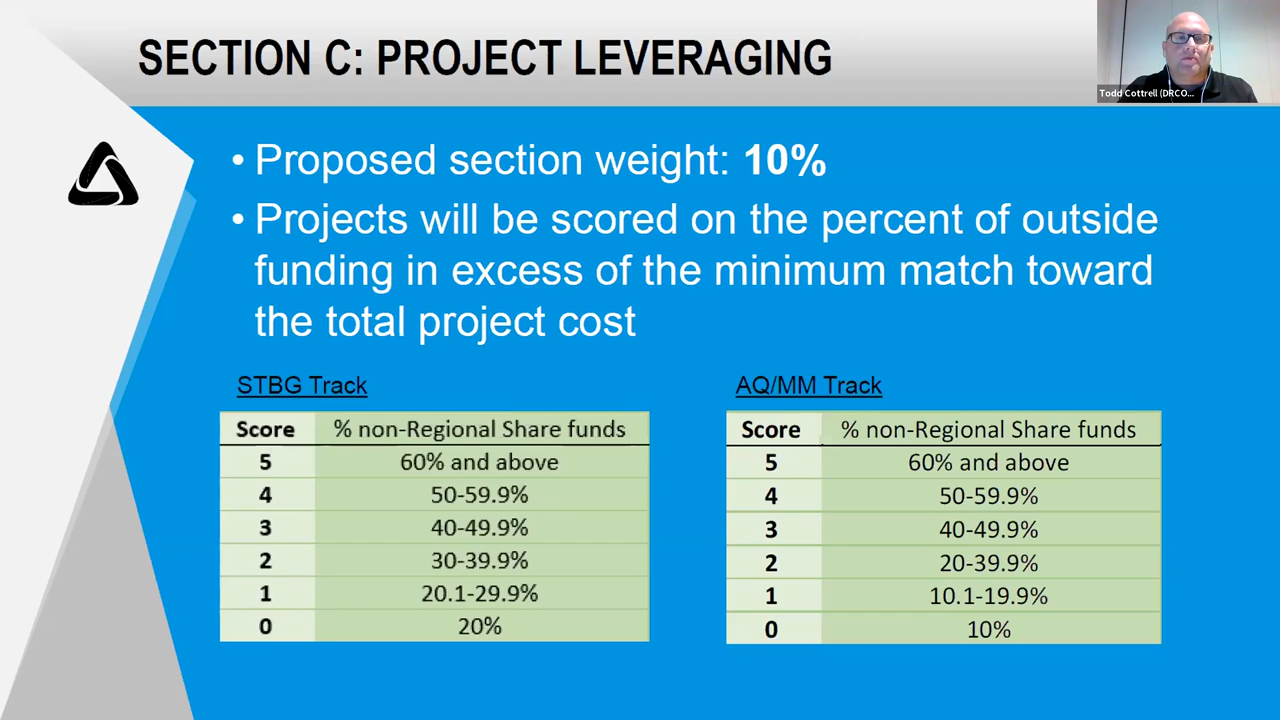 SECTION C: PROJECT LEVERAGING
Todd Cottrell (DRCO...
• Proposed section weight: 10%
• Projects will be scored on the percent of outside
funding in excess of the minimum match toward
the total project cost
STBG Track
Score % non-Regional Share funds
5 60% and above
4 50-59.9%
3 40-49.9%
2 30-39.9%
1 20.1-29.9%
0 20%
AQ/MM Track
Score % non-Regional Share funds
5 60% and above
4 50-59.9%
3 40-49.9%
2 20-39.9%
1 10.1-19.9%
0 10%